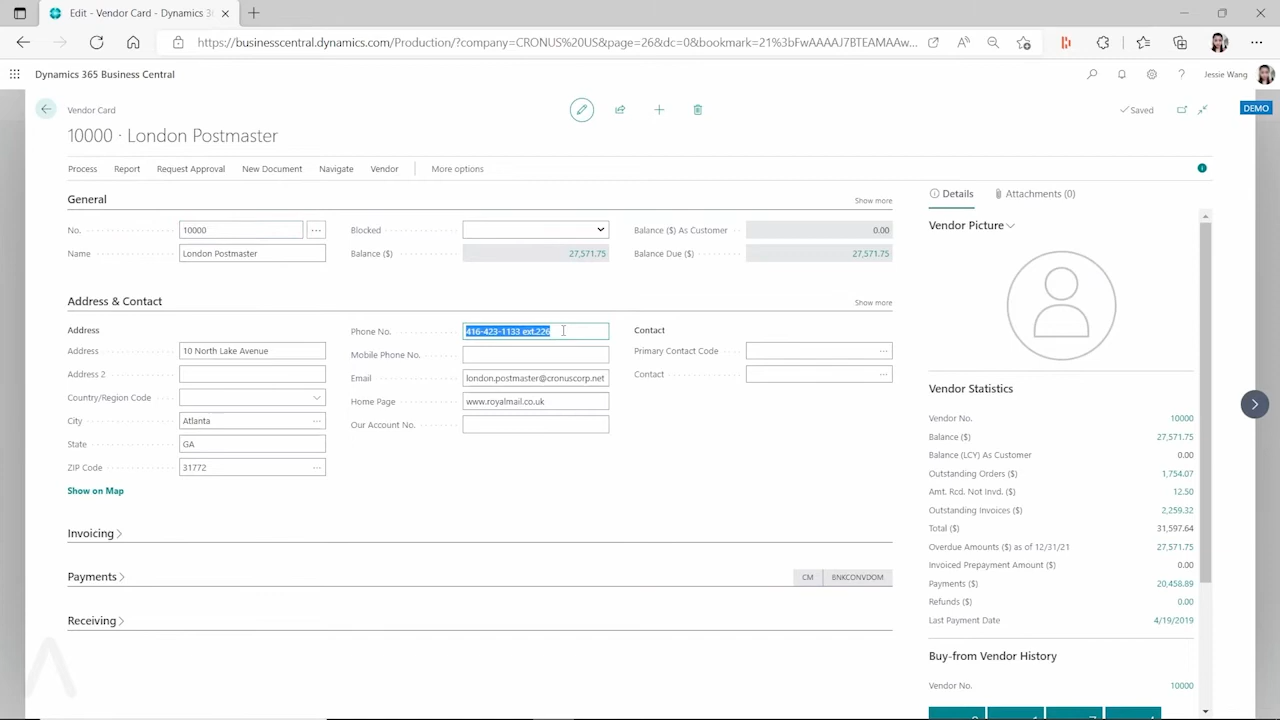 Edit - Vendor Card - Dynamics 36
https://businesscentral.dynamics.com/Production/?company=CRONUS%20US&page=26&dc=0&bookmark=21%3bFwAAAAJ7BTEAMAAw...
Dynamics 365 Business Central
Jessie Wang
Vendor Card
Saved
DEMO
10000 · London Postmaster
Process Report Request Approval New Document Navigate Vendor More options
General
Show more
No. 10000
Name London Postmaster
Blocked
Balance ($) 27,571.75
Balance ($) As Customer 0.00
Balance Due ($) 27,571.75
Address & Contact
Show more
Address
Address 10 North Lake Avenue
Address 2
Country/Region Code
City Atlanta
State GA
ZIP Code 31772
Show on Map
Phone No. 416-423-1133 ext.226
Mobile Phone No.
Email london.postmaster@cronuscorp.net
Home Page www.royalmail.co.uk
Our Account No.
Contact
Primary Contact Code
Contact
Invoicing
Payments CM BNKCONVDOM
Receiving
Details Attachments (0)
Vendor Picture
Vendor Statistics
Vendor No. 10000
Balance ($) 27,571.75
Balance (LCY) As Customer 0.00
Outstanding Orders ($) 1,754.07
Amt. Rcd. Not Invd. ($) 12.50
Outstanding Invoices ($) 2,259.32
Total ($) 31,597.64
Overdue Amounts ($) as of 12/31/21 27,571.75
Invoiced Prepayment Amount ($) 0.00
Payments ($) 20,458.89
Refunds ($) 0.00
Last Payment Date 4/19/2019
Buy-from Vendor History
Vendor No. 10000